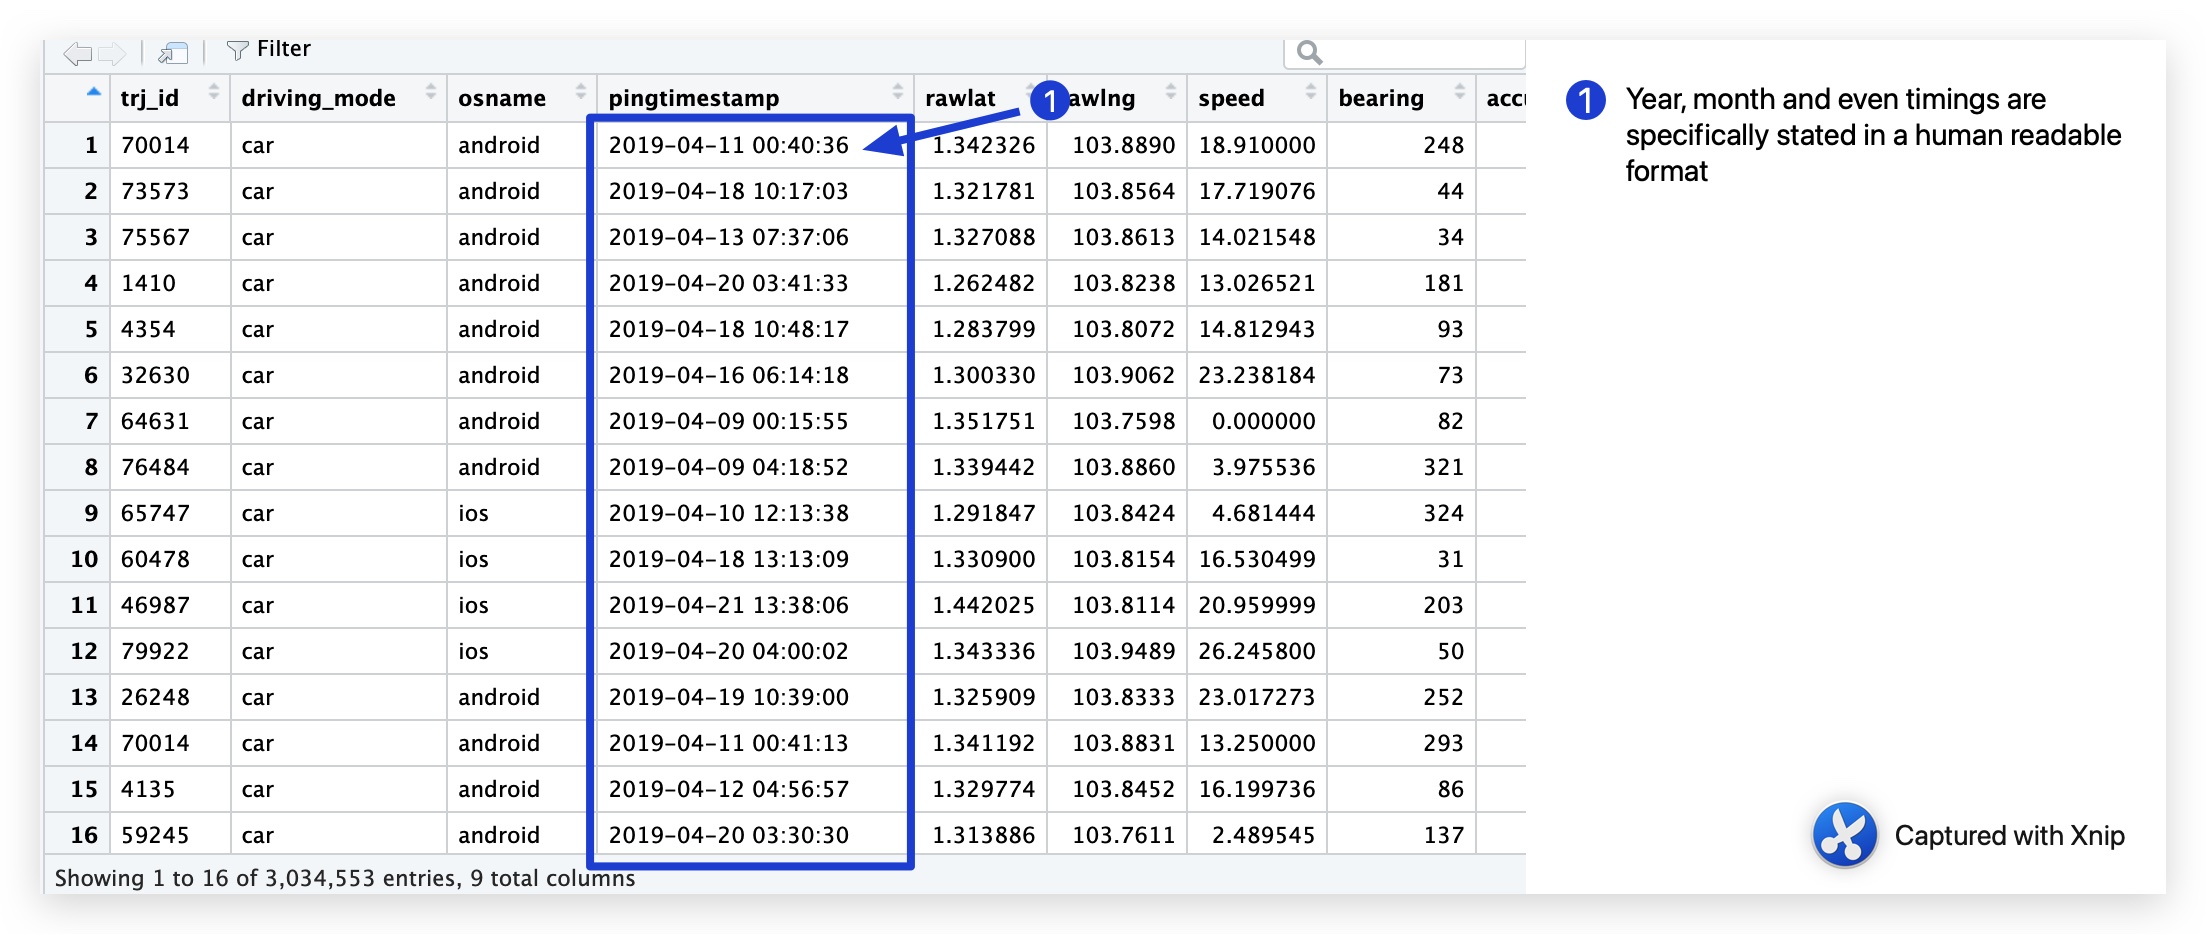 Filter
trj_id driving_mode osname pingtimestamp rawlat 1 awlng speed bearing accu
1 70014 car android 2019-04-11 00:40:36 1.342326 103.8890 18.910000 248
2 73573 car android 2019-04-18 10:17:03 1.321781 103.8564 17.719076 44
3 75567 car android 2019-04-13 07:37:06 1.327088 103.8613 14.021548 34
4 1410 car android 2019-04-20 03:41:33 1.262482 103.8238 13.026521 181
5 4354 car android 2019-04-18 10:48:17 1.283799 103.8072 14.812943 93
6 32630 car android 2019-04-16 06:14:18 1.300330 103.9062 23.238184 73
7 64631 car android 2019-04-09 00:15:55 1.351751 103.7598 0.000000 82
8 76484 car android 2019-04-09 04:18:52 1.339442 103.8860 3.975536 321
9 65747 car ios 2019-04-10 12:13:38 1.291847 103.8424 4.681444 324
10 60478 car ios 2019-04-18 13:13:09 1.330900 103.8154 16.530499 31
11 46987 car ios 2019-04-21 13:38:06 1.442025 103.8114 20.959999 203
12 79922 car ios 2019-04-20 04:00:02 1.343336 103.9489 26.245800 50
13 26248 car android 2019-04-19 10:39:00 1.325909 103.8333 23.017273 252
14 70014 car android 2019-04-11 00:41:13 1.341192 103.8831 13.250000 293
15 4135 car android 2019-04-12 04:56:57 1.329774 103.8452 16.199736 86
16 59245 car android 2019-04-20 03:30:30 1.313886 103.7611 2.489545 137
Showing 1 to 16 of 3,034,553 entries, 9 total columns
1 Year, month and even timings are
specifically stated in a human readable
format
Captured with Xnip